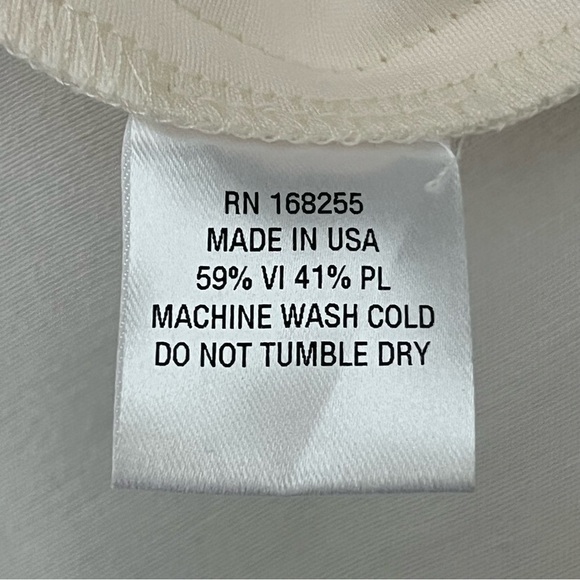 RN 168255
MADE IN USA
59% VI 41% PL
MACHINE WASH COLD
DO NOT TUMBLE DRY